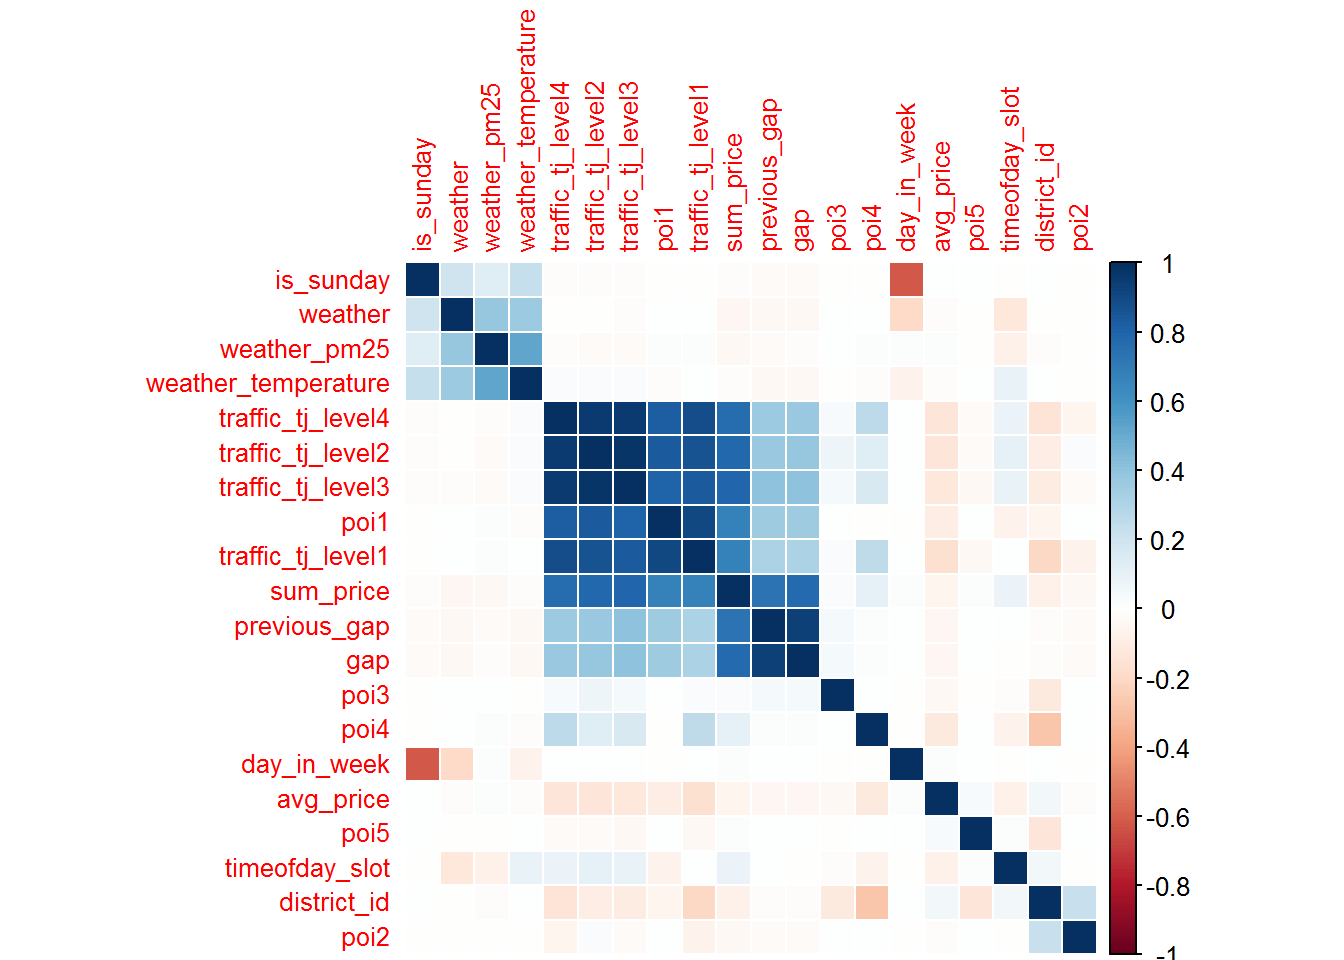 is_sunday
weather
weather_pm25
weather_temperature
traffic_tj_level4
traffic_tj_level2
traffic_tj_level3
poi1
traffic_tj_level1
sum_price
previous_gap
gap
poi3
poi4
day_in_week
avg_price
poi5
timeofday_slot
district_id
poi2
is_sunday
weather
weather_pm25
weather_temperature
traffic_tj_level4
traffic_tj_level2
traffic_tj_level3
poi1
traffic_tj_level1
sum_price
previous_gap
gap
poi3
poi4
day_in_week
avg_price
poi5
timeofday_slot
district_id
poi2
1
0.8
0.6
0.4
0.2
0
-0.2
-0.4
-0.6
-0.8
-1